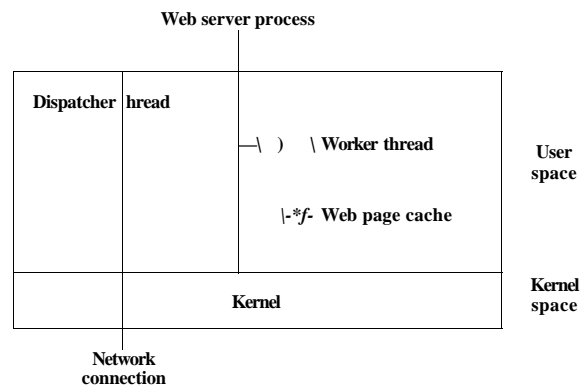 Web server process
Dispatcher hread
—\ ) \ Worker thread
User
space
\-*f- Web page cache
Kernel
Kernel
space
Network
connection